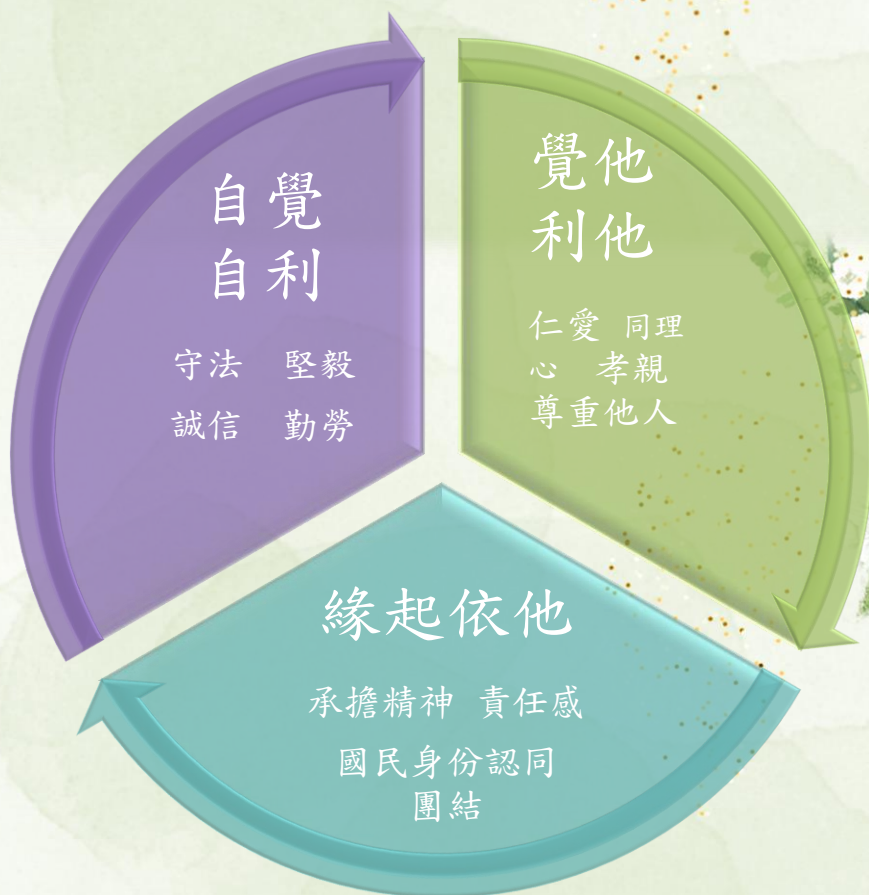 自覺
自利
守法 堅毅
誠信 勤勞
覺他
利他
仁愛 同理
心 孝親
尊重他人
緣起依他
承擔精神 責任感
國民身份認同
團結